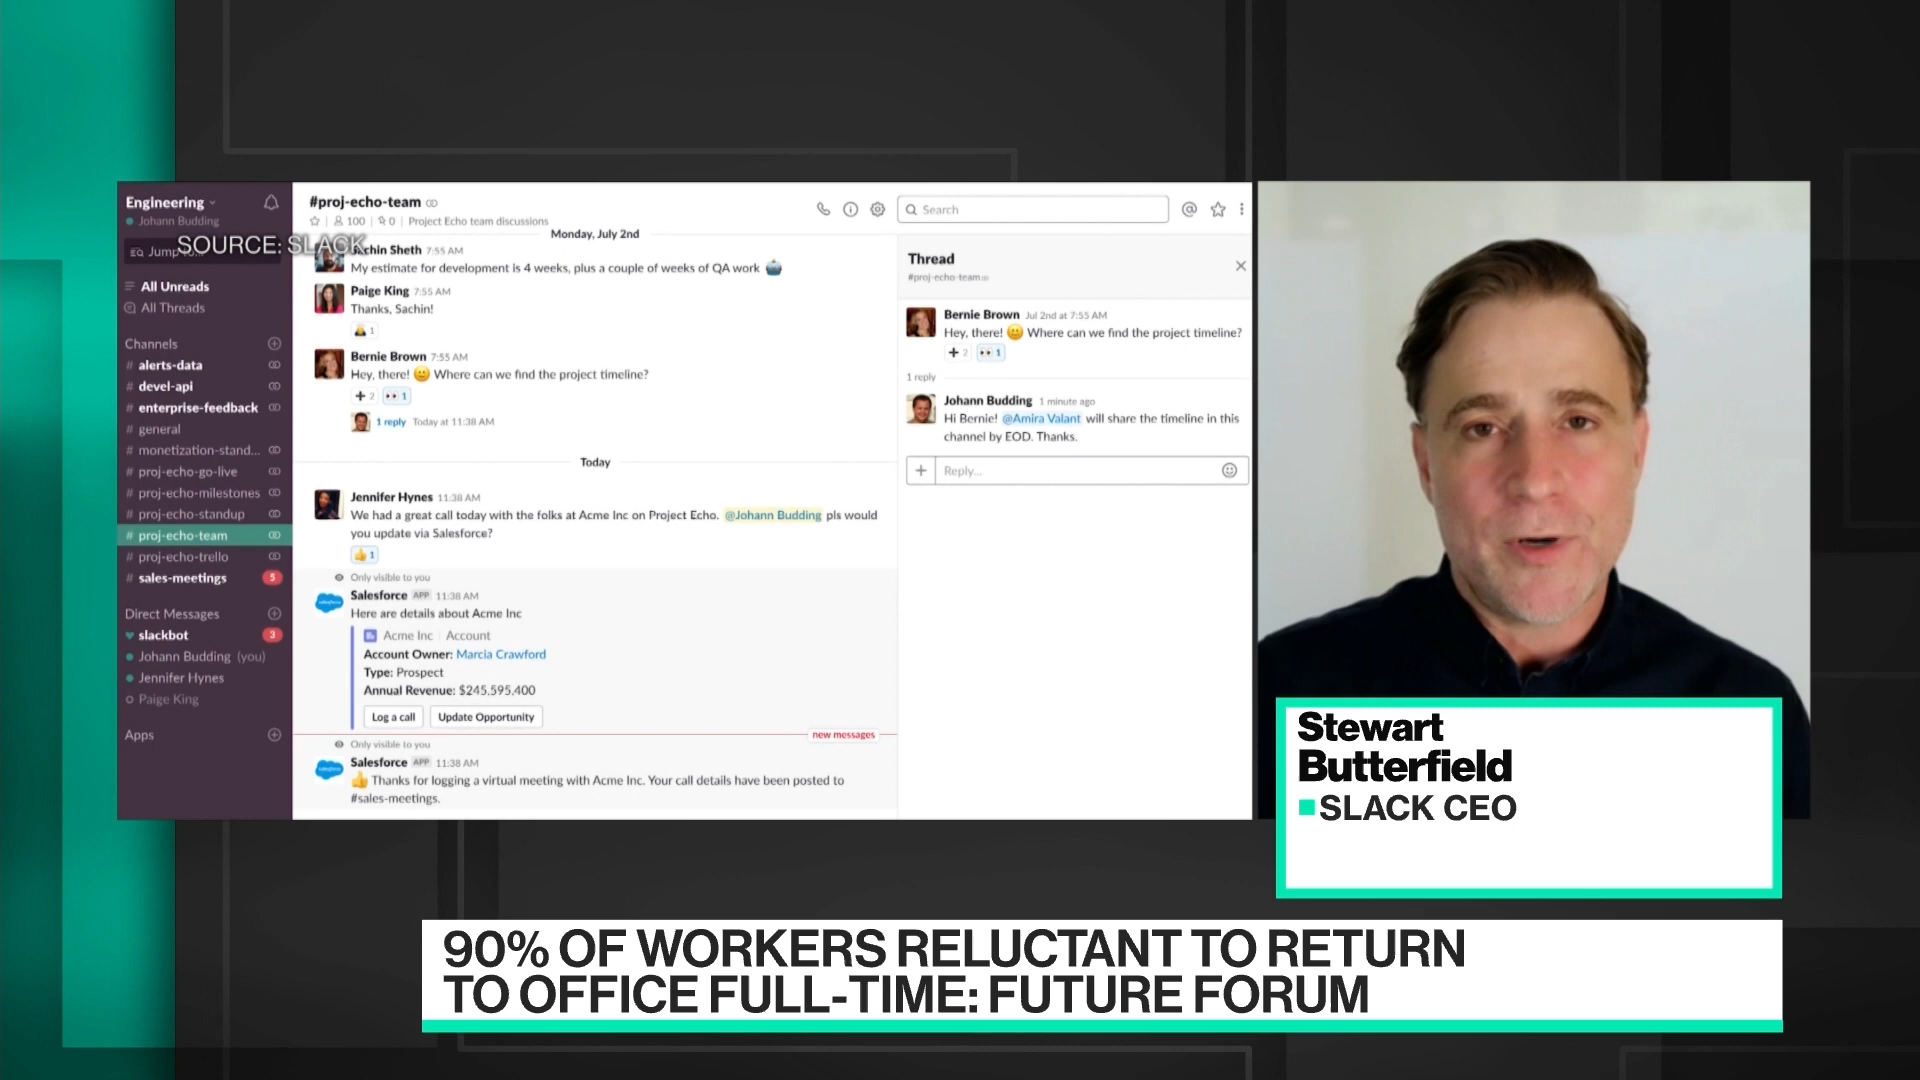 Engineering
Johann Budding
Jump to...
SOURCE: SLACK
All Unreads
All Threads
Channels
# alerts-data
# devel-api
# enterprise-feedback
# general
# monetization-stand...
# proj-echo-go-live
# proj-echo-milestones
# proj-echo-standup
# proj-echo-team
# proj-echo-trello
# sales-meetings 5
Direct Messages
slackbot 3
Johann Budding (you)
Jennifer Hynes
Paige King
Apps
#proj-echo-team
100 | 0 | Project Echo team discussions
Search
Monday, July 2nd
Sheth 7:55 AM
My estimate for development is 4 weeks, plus a couple of weeks of QA work
Paige King 7:55 AM
Thanks, Sachin!
1
Bernie Brown 7:55 AM
Hey, there! 🙂 Where can we find the project timeline?
➕ 2 👀 1
1 reply Today at 11:38 AM
Today
Jennifer Hynes 11:38 AM
We had a great call today with the folks at Acme Inc on Project Echo. @Johann Budding pls would
you update via Salesforce?
👍 1
Only visible to you
Salesforce APP 11:38 AM
Here are details about Acme Inc
Acme Inc | Account
Account Owner: Marcia Crawford
Type: Prospect
Annual Revenue: $245,595,400
Log a call Update Opportunity
new messages
Only visible to you
Salesforce APP 11:38 AM
👍 Thanks for logging a virtual meeting with Acme Inc. Your call details have been posted to
#sales-meetings.
Thread
#proj-echo-team
Bernie Brown Jul 2nd at 7:55 AM
Hey, there! 🙂 Where can we find the project timeline?
➕ 2 👀 1
1 reply
Johann Budding 1 minute ago
Hi Bernie! @Amira Valant will share the timeline in this
channel by EOD. Thanks.
Reply...
Stewart
Butterfield
SLACK CEO
90% OF WORKERS RELUCTANT TO RETURN
TO OFFICE FULL-TIME: FUTURE FORUM